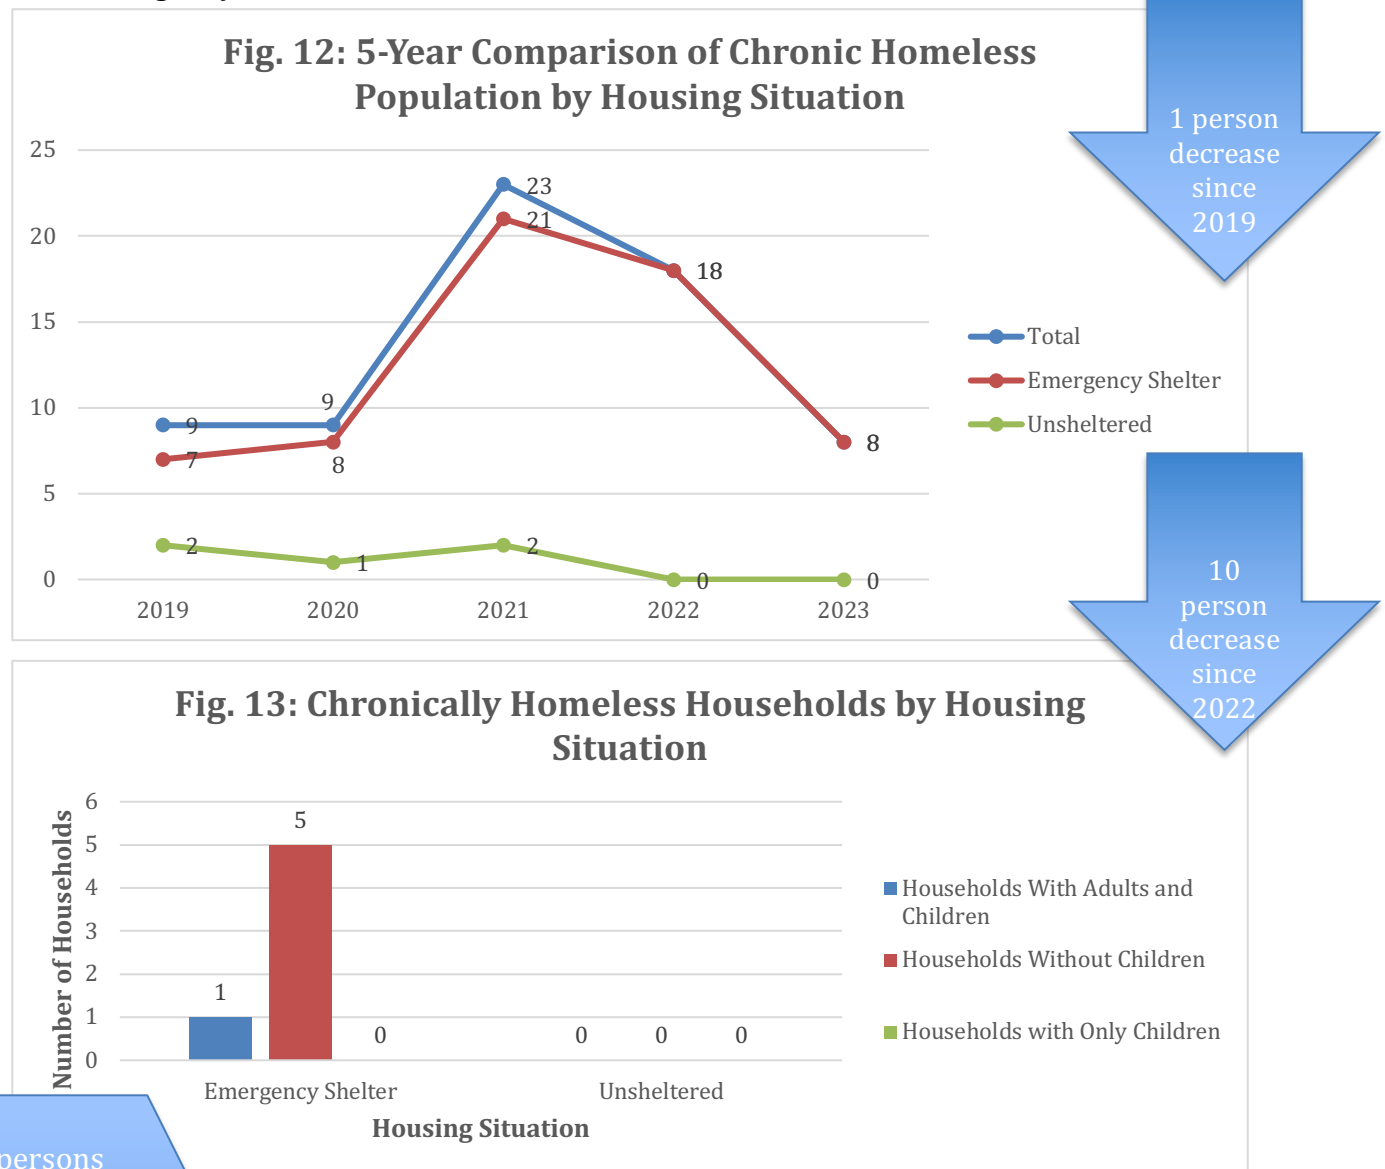 Fig. 12: 5-Year Comparison of Chronic Homeless
Population by Housing Situation
25
20
15
10
5
0
23
21
18
9
9
7
8
8
2
1
2
0
0
2019
2020
2021
2022
2023
Total
Emergency Shelter
Unsheltered
1 person
decrease
since
2019
10
person
decrease
since
2022
Fig. 13: Chronically Homeless Households by Housing
Situation
Number of Households
6
5
4
3
2
1
0
1
5
0
0
0
0
Emergency Shelter
Unsheltered
Housing Situation
Households With Adults and
Children
Households Without Children
Households with Only Children
persons